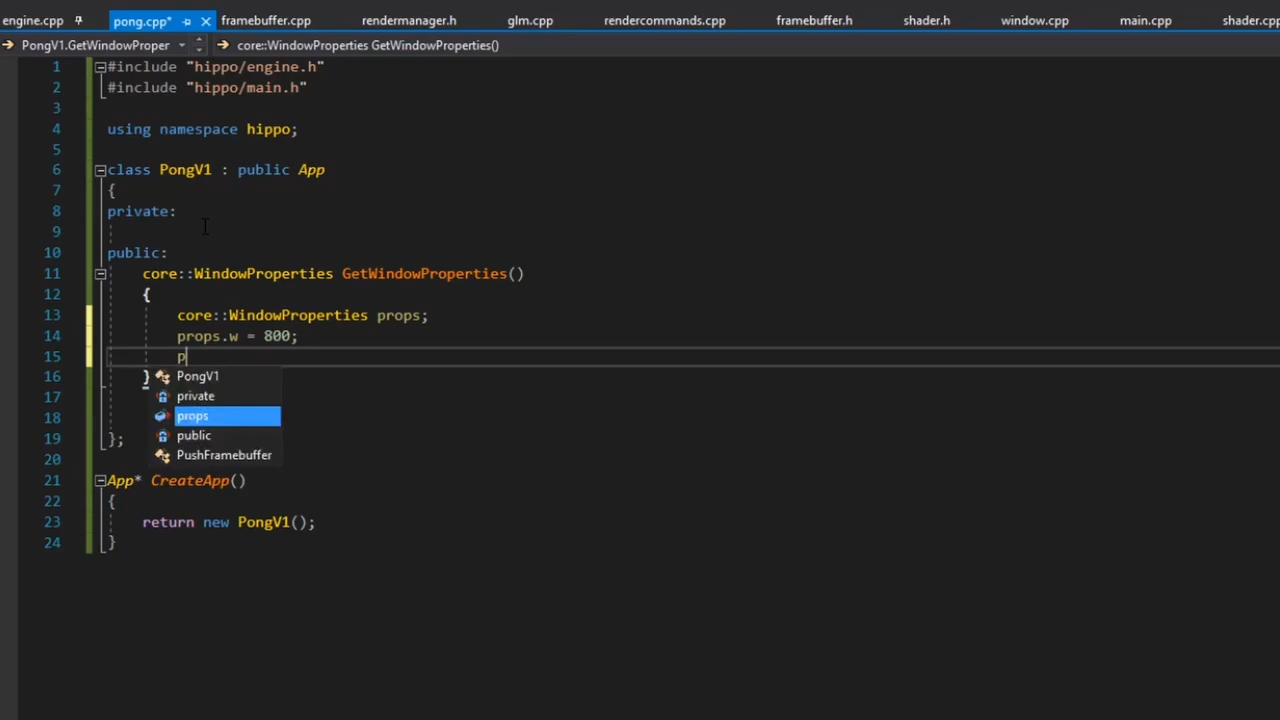 engine.cpp pong.cpp* framebuffer.cpp rendermanager.h glm.cpp rendercommands.cpp framebuffer.h shader.h window.cpp main.cpp shader.cpp
PongV1.GetWindowProper core::WindowProperties GetWindowProperties()
1 #include "hippo/engine.h"
2 #include "hippo/main.h"
3
4 using namespace hippo;
5
6 class PongV1 : public App
7 {
8 private:
9
10 public:
11 core::WindowProperties GetWindowProperties()
12 {
13 core::WindowProperties props;
14 props.w = 800;
15 p
16 } PongV1
17 private
18 props
19 }; public
20 PushFramebuffer
21 App* CreateApp()
22 {
23 return new PongV1();
24 }